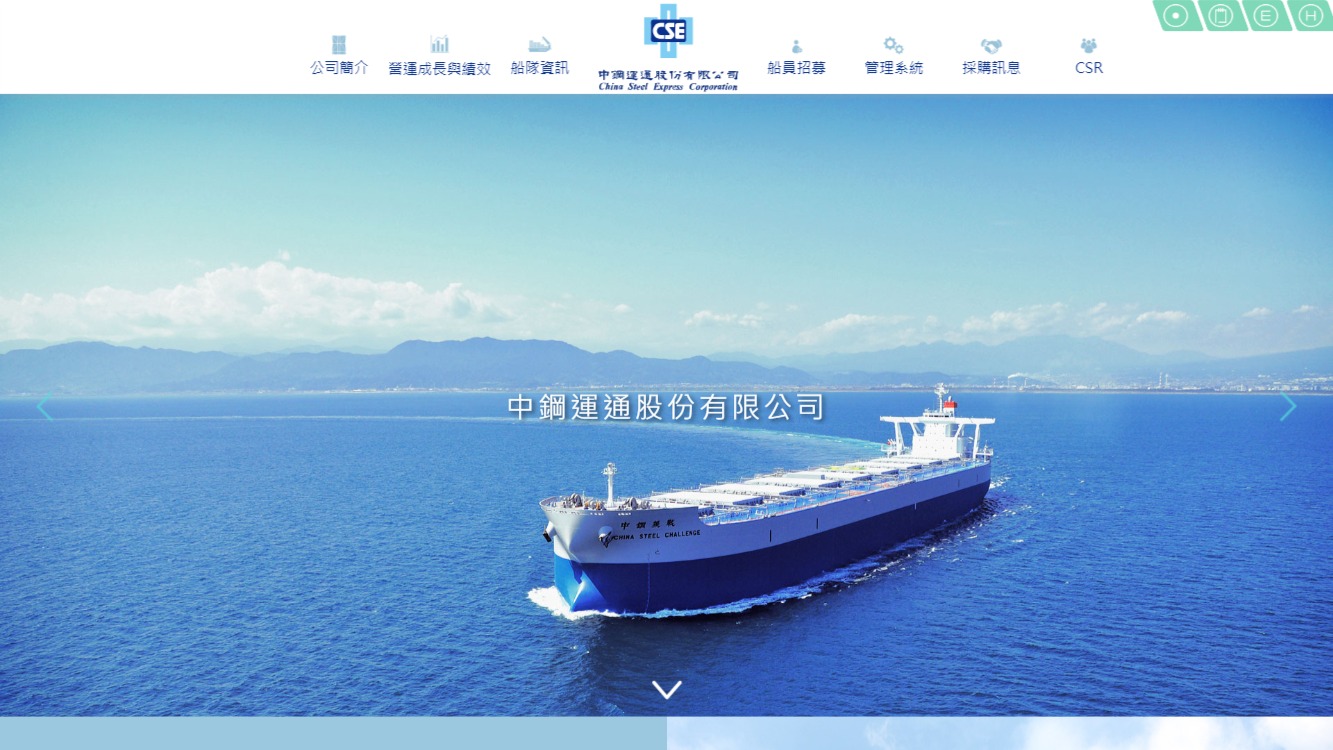 公司簡介
營運成長與績效
船隊資訊
CSE
中鋼運通股份有限公司
China Steel Express Corporation
船員招募
管理系統
採購訊息
CSR
E
H
中鋼運通股份有限公司
CHINA STEEL CHALLENGE